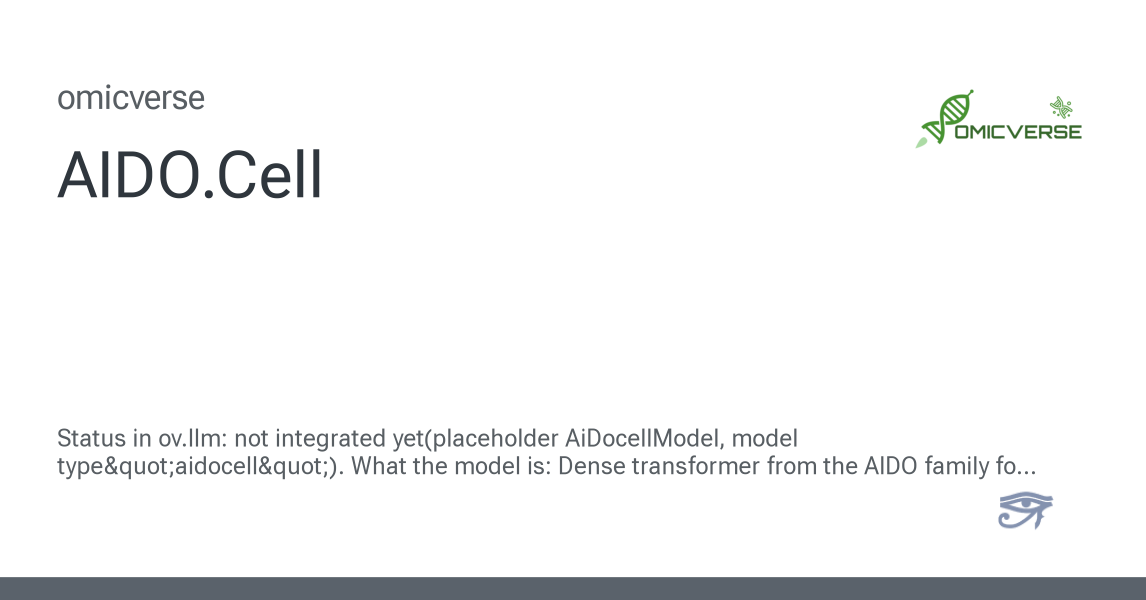 omicverse
OMICVERSE
AIDO.Cell
Status in ov.llm: not integrated yet(placeholder AiDocellModel, model
type&quot;aidocell&quot;). What the model is: Dense transformer from the AIDO family fo...